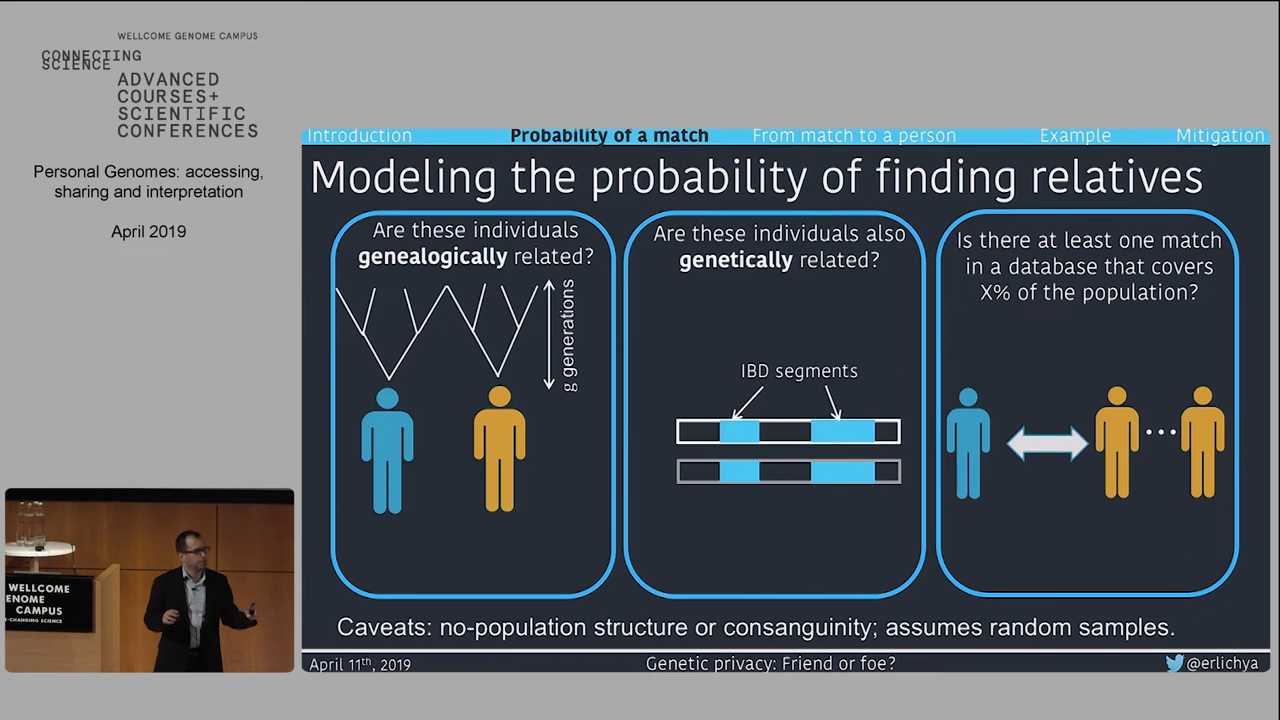 WELLCOME GENOME CAMPUS
CONNECTING
SCIENCE
ADVANCED
COURSES+
SCIENTIFIC
CONFERENCES
Personal Genomes: accessing,
sharing and interpretation
April 2019
Introduction Probability of a match From match to a person Example Mitigation
Modeling the probability of finding relatives
Are these individuals
genealogically related?
g generations
Are these individuals also
genetically related?
IBD segments
Is there at least one match
in a database that covers
X% of the population?
...
Caveats: no-population structure or consanguinity; assumes random samples.
April 11th, 2019 Genetic privacy: Friend or foe? @erlichya
WELLCOME
ENOME
CAMPUS
-CHANGING SCIENCE